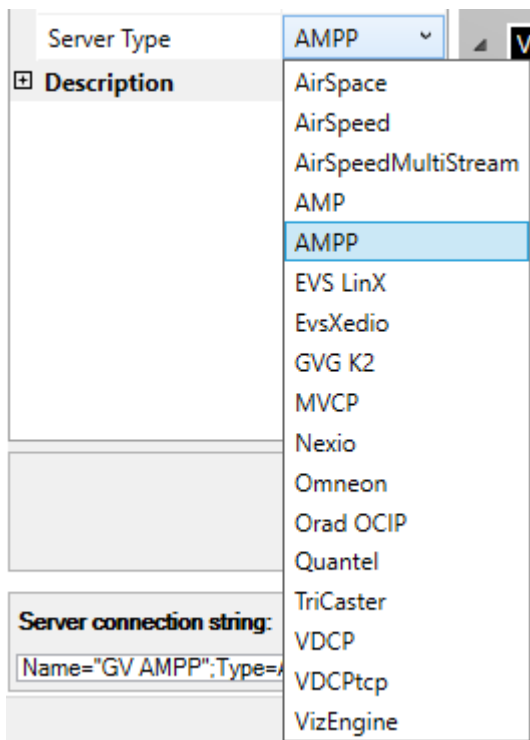 Server Type AMPP V
Description AirSpace
AirSpeed
AirSpeedMultiStream
AMP
AMPP
EVS LinX
EvsXedio
GVG K2
MVCP
Nexio
Omneon
Orad OCIP
Quantel
TriCaster
VDCP
VDCPtcp
VizEngine
Server connection string:
Name="GV AMPP";Type=